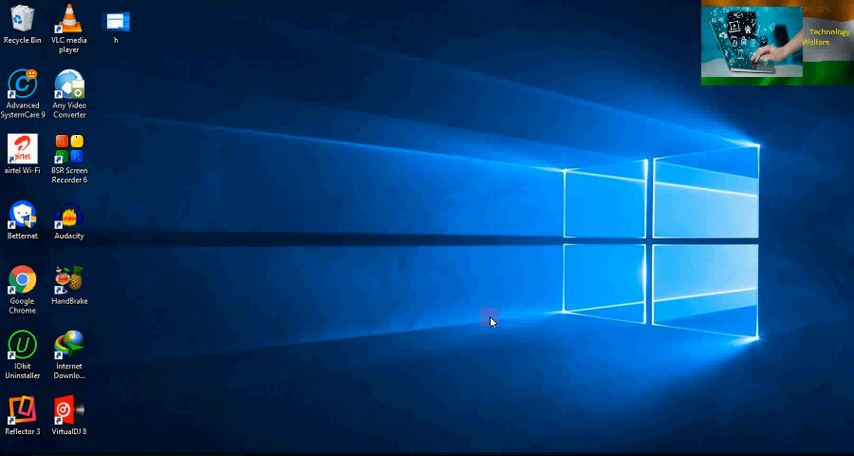 Recycle Bin
VLC media
player
h
Advanced
SystemCare 9
Any Video
Converter
airtel
airtel Wi-Fi
BSR Screen
Recorder 6
Betternet
Audacity
Google
Chrome
HandBrake
IObit
Uninstaller
Internet
Downlo...
Reflector 3
VirtualDJ 8
Technology
Welfare